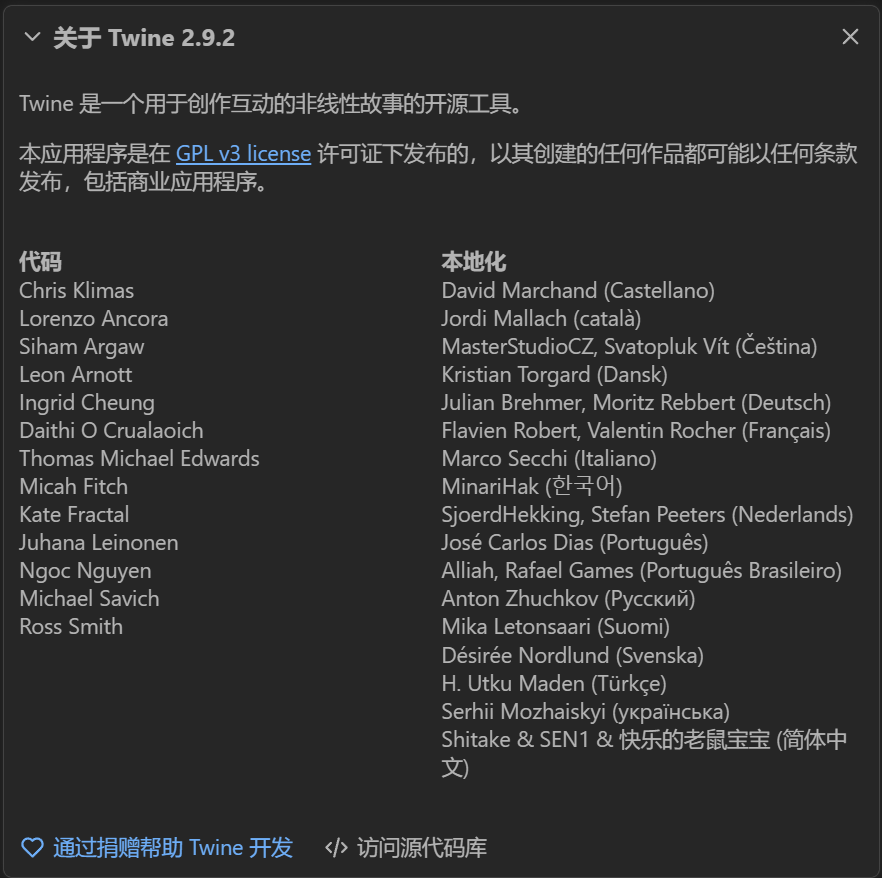 关于 Twine 2.9.2
Twine 是一个用于创作互动的非线性故事的开源工具。
本应用程序是在 GPL v3 license 许可证下发布的，以其创建的任何作品都可能以任何条款
发布，包括商业应用程序。
代码
Chris Klimas
Lorenzo Ancora
Siham Argaw
Leon Arnott
Ingrid Cheung
Daithi O Crualaoich
Thomas Michael Edwards
Micah Fitch
Kate Fractal
Juhana Leinonen
Ngoc Nguyen
Michael Savich
Ross Smith
本地化
David Marchand (Castellano)
Jordi Mallach (català)
MasterStudioCZ, Svatopluk Vít (Čeština)
Kristian Torgard (Dansk)
Julian Brehmer, Moritz Rebbert (Deutsch)
Flavien Robert, Valentin Rocher (Français)
Marco Secchi (Italiano)
MinariHak (한국어)
SjoerdHekking, Stefan Peeters (Nederlands)
José Carlos Dias (Português)
Alliah, Rafael Games (Português Brasileiro)
Anton Zhuchkov (Русский)
Mika Letonsaari (Suomi)
Désirée Nordlund (Svenska)
H. Utku Maden (Türkçe)
Serhii Mozhaiskyi (українська)
Shitake & SEN1 & 快乐的老鼠宝宝 (简体中
文)
通过捐赠帮助 Twine 开发
访问源代码库